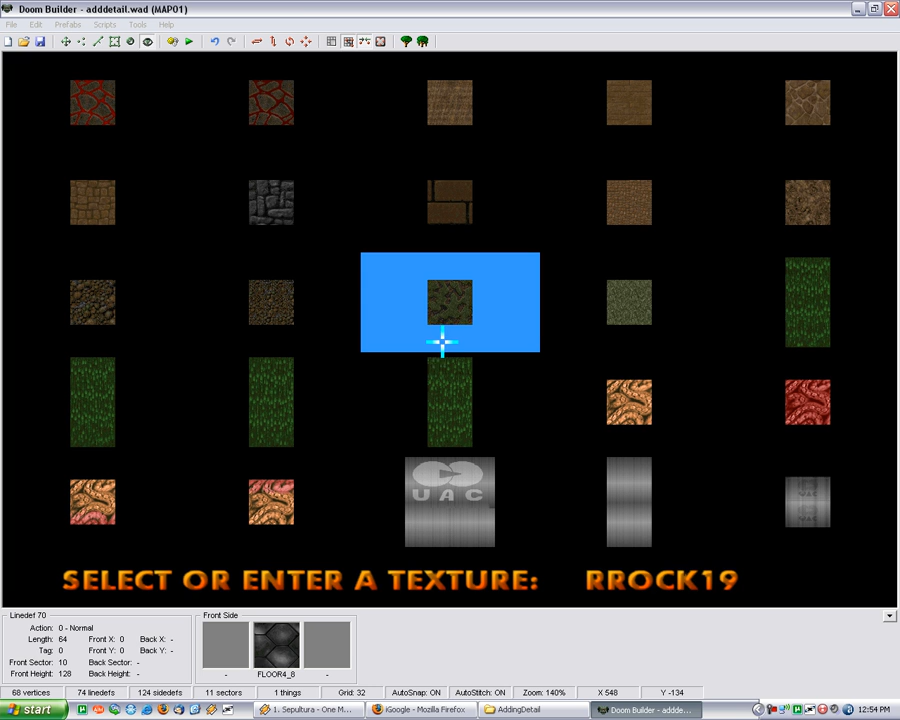 Doom Builder - adddetail.wad (MAP01)
File Edit Prefabs Scripts Tools Help
UAC
SELECT OR ENTER A TEXTURE: RROCK19
Linedef 70
Action: 0 - Normal
Length: 64 Front X: 0 Back X: -
Tag: 0 Front Y: 0 Back Y: -
Front Sector: 10 Back Sector: -
Front Height: 128 Back Height: -
Front Side
- FLOOR4_8 -
68 vertices 74 linedefs 124 sidedefs 11 sectors 1 things Grid: 32 AutoSnap: ON AutoStitch: ON Zoom: 140% X 548 Y -134
start 1. Sepultura - One M... iGoogle - Mozilla Firefox AddingDetail Doom Builder - addde... 12:54 PM